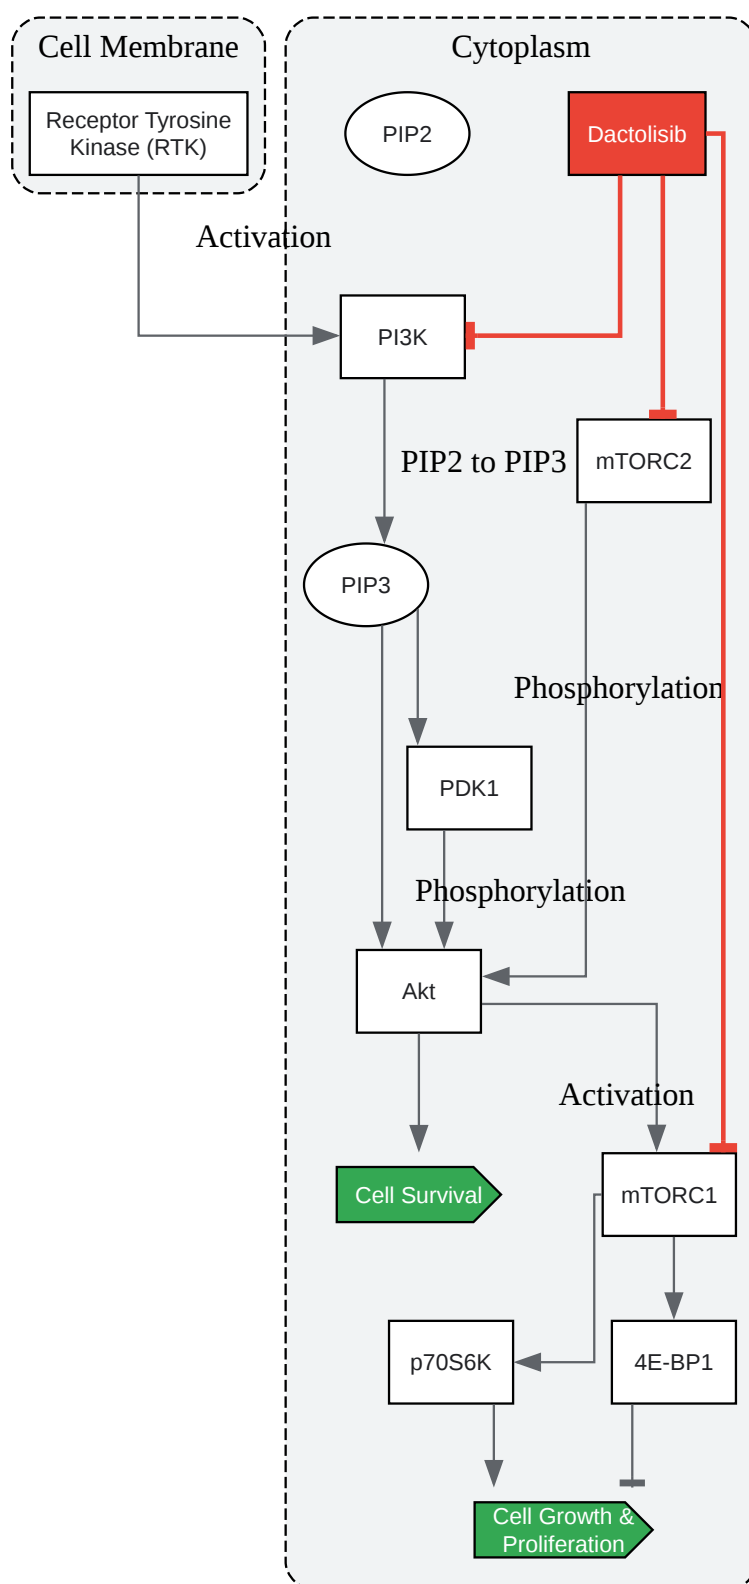 Cell Membrane
Cytoplasm
Receptor Tyrosine
Kinase (RTK)
PIP2
Dactolisib
Activation
PI3K
PIP2 to PIP3
mTORC2
PIP3
Phosphorylation
PDK1
Phosphorylation
Akt
Activation
Cell Survival
mTORC1
p70S6K
4E-BP1
Cell Growth &
Proliferation